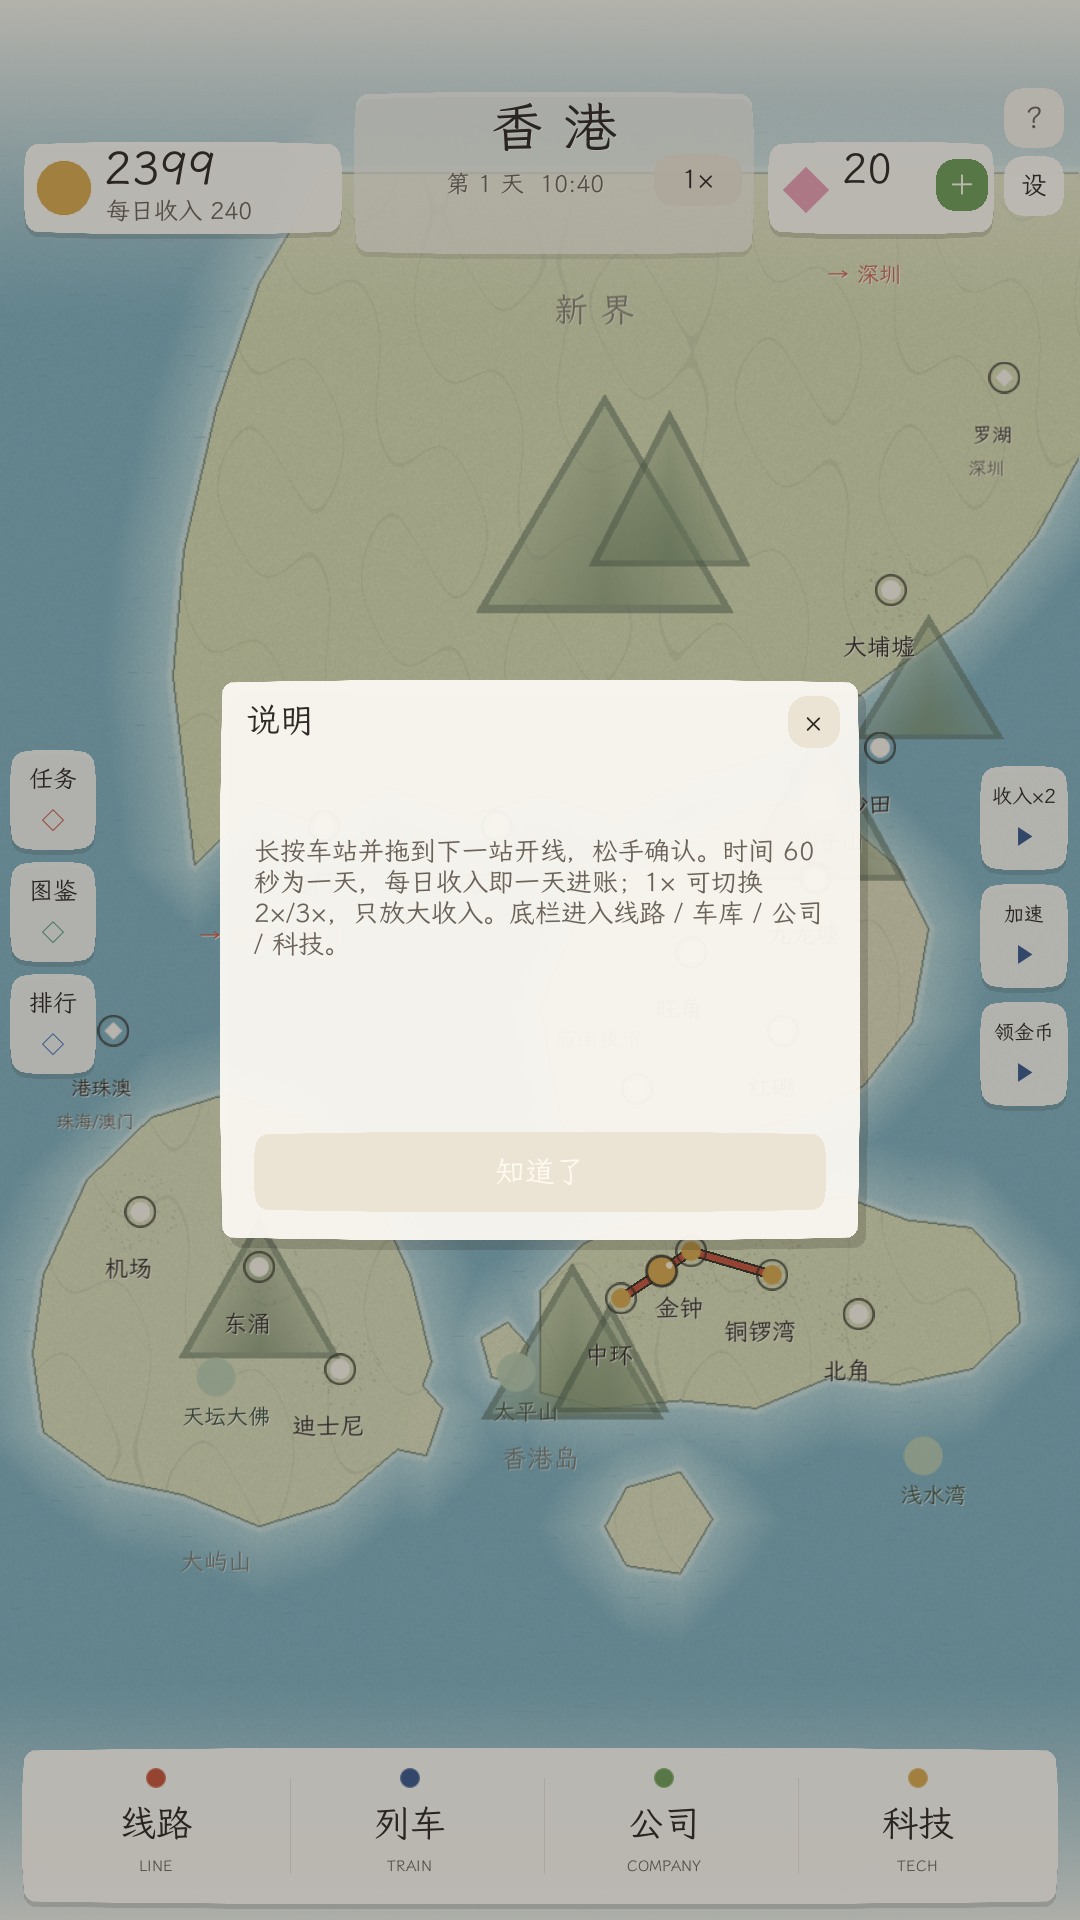 香港
?
2399
每日收入 240
第 1 天 10:40
1×
20
+
设
→ 深圳
新界
罗湖
深圳
大埔墟
说明
×
任务
田
收入×2
长按车站并拖到下一站开线，松手确认。时间 60
秒为一天，每日收入即一天进账；1× 可切换
2×/3×，只放大收入。底栏进入线路 / 车库 / 公司
/ 科技。
图鉴
加速
→
旺角
红磡
排行
领金币
港珠澳
珠海/澳门
知道了
机场
东涌
金钟
铜锣湾
中环
北角
天坛大佛
迪士尼
太平山
香港岛
浅水湾
大屿山
线路
LINE
列车
TRAIN
公司
COMPANY
科技
TECH